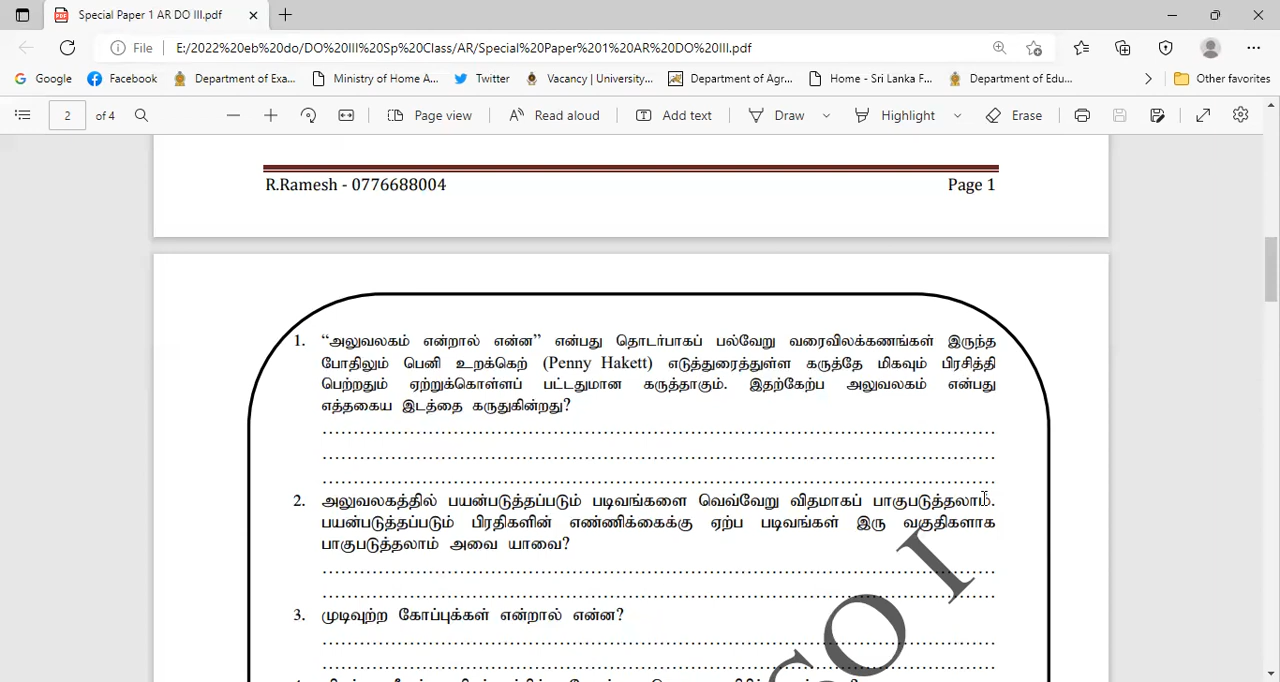 Special Paper 1 AR DO III.pdf
File E:/2022%20eb%20do/DO%20III%20Sp%20Class/AR/Special%20Paper%201%20AR%20DO%20III.pdf
Google Facebook Department of Exa... Ministry of Home A... Twitter Vacancy | University... Department of Agr... Home - Sri Lanka F... Department of Edu... Other favorites
2 of 4 Page view Read aloud Add text Draw Highlight Erase
R.Ramesh - 0776688004 Page 1
1. “அலுவலகம் என்றால் என்ன” என்பது தொடர்பாகப் பல்வேறு வரைவிலக்கணங்கள் இருந்த
போதிலும் பெனி உறக்கெற் (Penny Hakett) எடுத்துரைத்துள்ள கருத்தே மிகவும் பிரசித்தி
பெற்றதும் ஏற்றுக்கொள்ளப் பட்டதுமான கருத்தாகும். இதற்கேற்ப அலுவலகம் என்பது
எத்தகைய இடத்தை கருதுகின்றது?
2. அலுவலகத்தில் பயன்படுத்தப்படும் படிவங்களை வெவ்வேறு விதமாகப் பாகுபடுத்தலாம்.
பயன்படுத்தப்படும் பிரதிகளின் எண்ணிக்கைக்கு ஏற்ப படிவங்கள் இரு வகுதிகளாக
பாகுபடுத்தலாம் அவை யாவை?
3. முடிவுற்ற கோப்புக்கள் என்றால் என்ன?